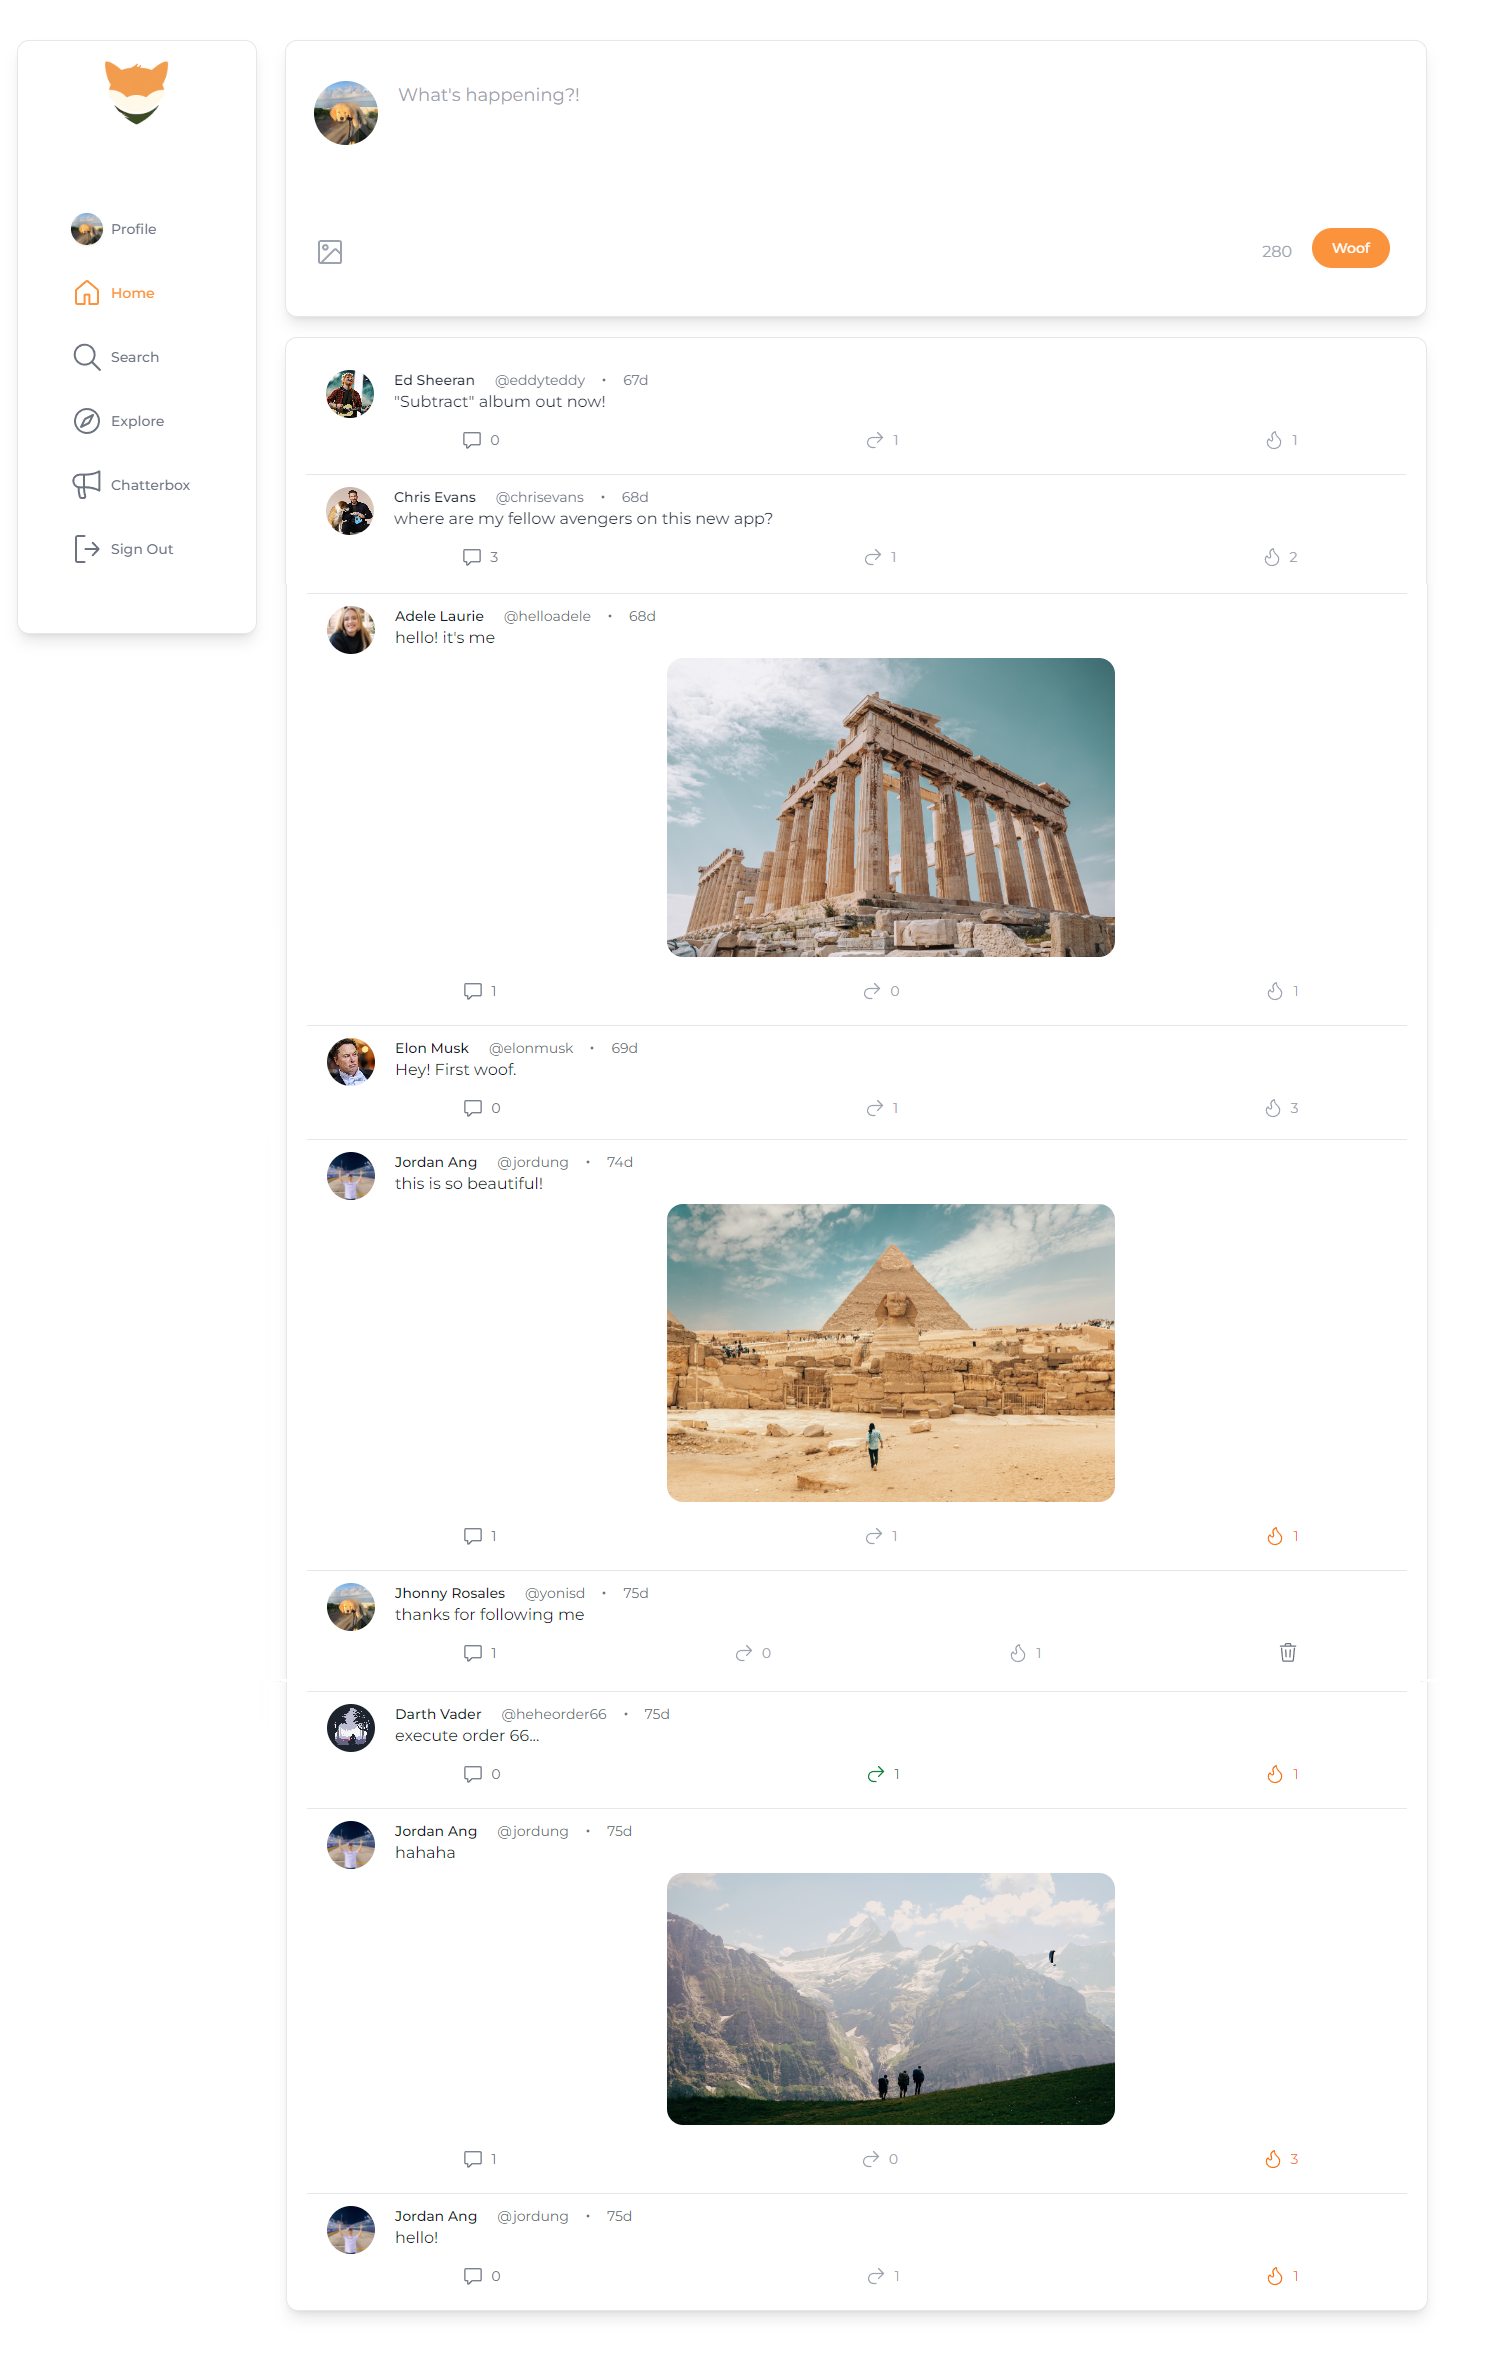 Profile
Home
Search
Explore
Chatterbox
Sign Out
What's happening?!
280 Woof
Ed Sheeran @eddyteddy • 67d
"Subtract" album out now!
0 1 1
Chris Evans @chrisevans • 68d
where are my fellow avengers on this new app?
3 1 2
Adele Laurie @helloadele • 68d
hello! it's me
1 0 1
Elon Musk @elonmusk • 69d
Hey! First woof.
0 1 3
Jordan Ang @jordung • 74d
this is so beautiful!
1 1 1
Jhonny Rosales @yonisd • 75d
thanks for following me
1 0 1
Darth Vader @heheorder66 • 75d
execute order 66...
0 1 1
Jordan Ang @jordung • 75d
hahaha
1 0 3
Jordan Ang @jordung • 75d
hello!
0 1 1